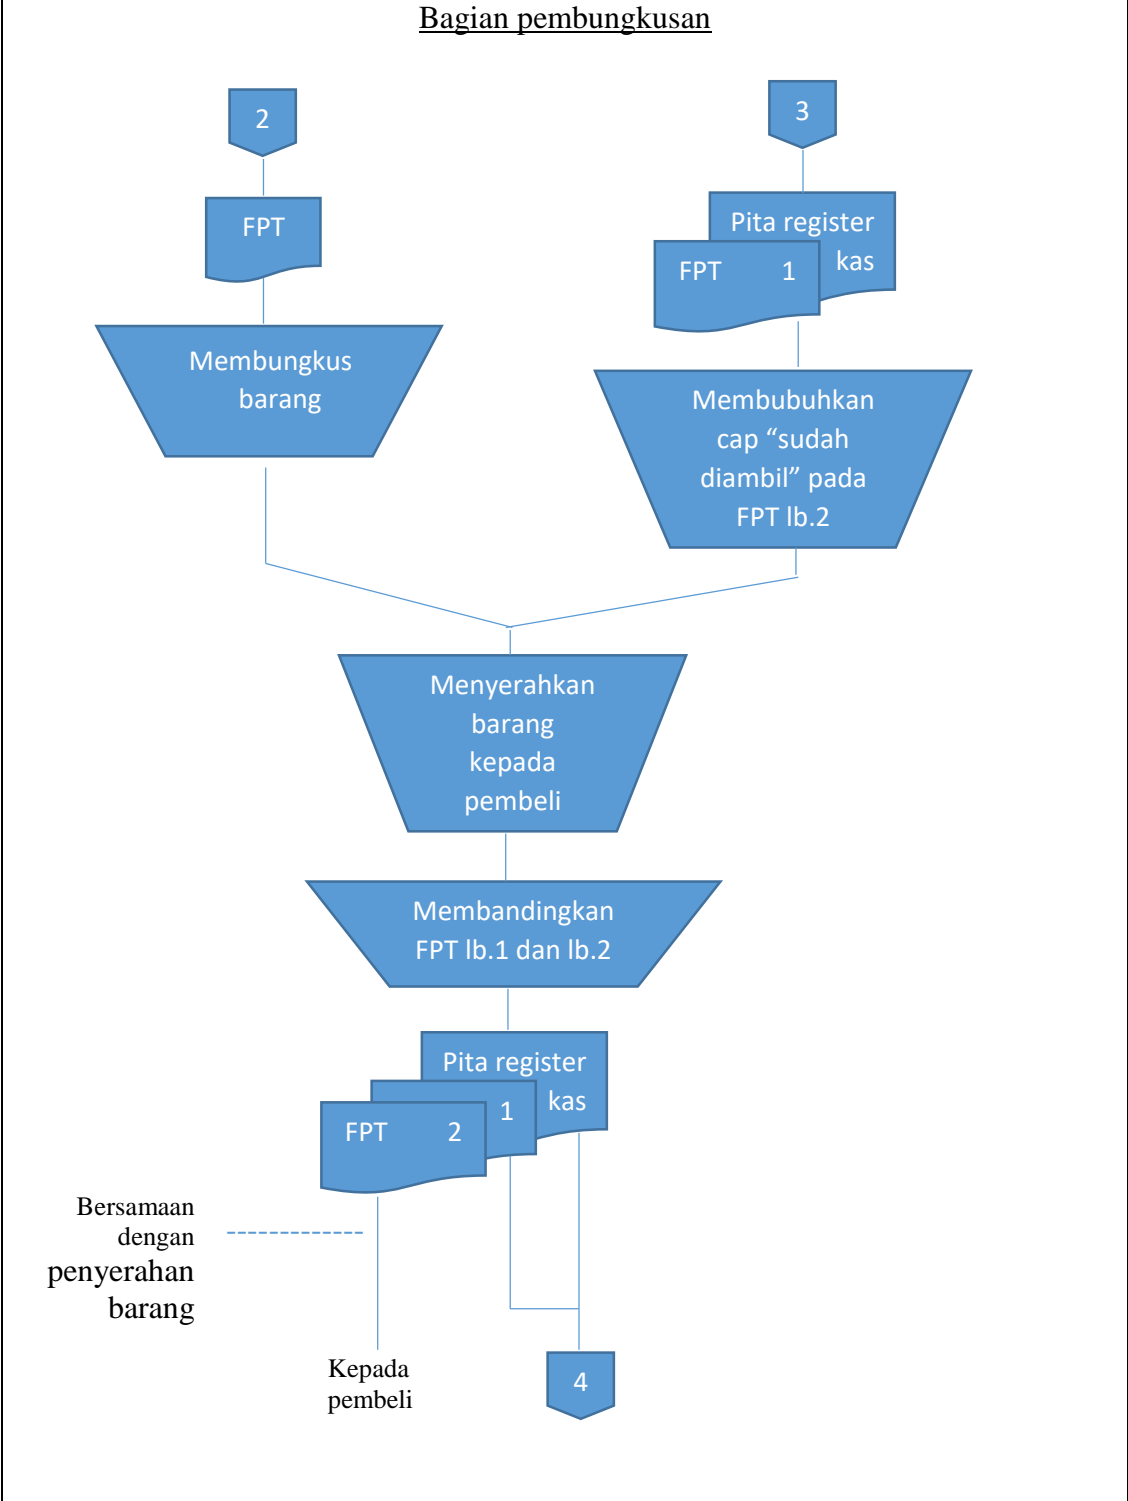 Bagian pembungkusan
2
3
FPT
Pita register
kas
FPT 1
Membungkus
barang
Membubuhkan
cap “sudah
diambil” pada
FPT lb.2
Menyerahkan
barang
kepada
pembeli
Membandingkan
FPT lb.1 dan lb.2
Pita register
kas
1
FPT 2
Bersamaan
dengan
penyerahan
barang
Kepada
pembeli
4